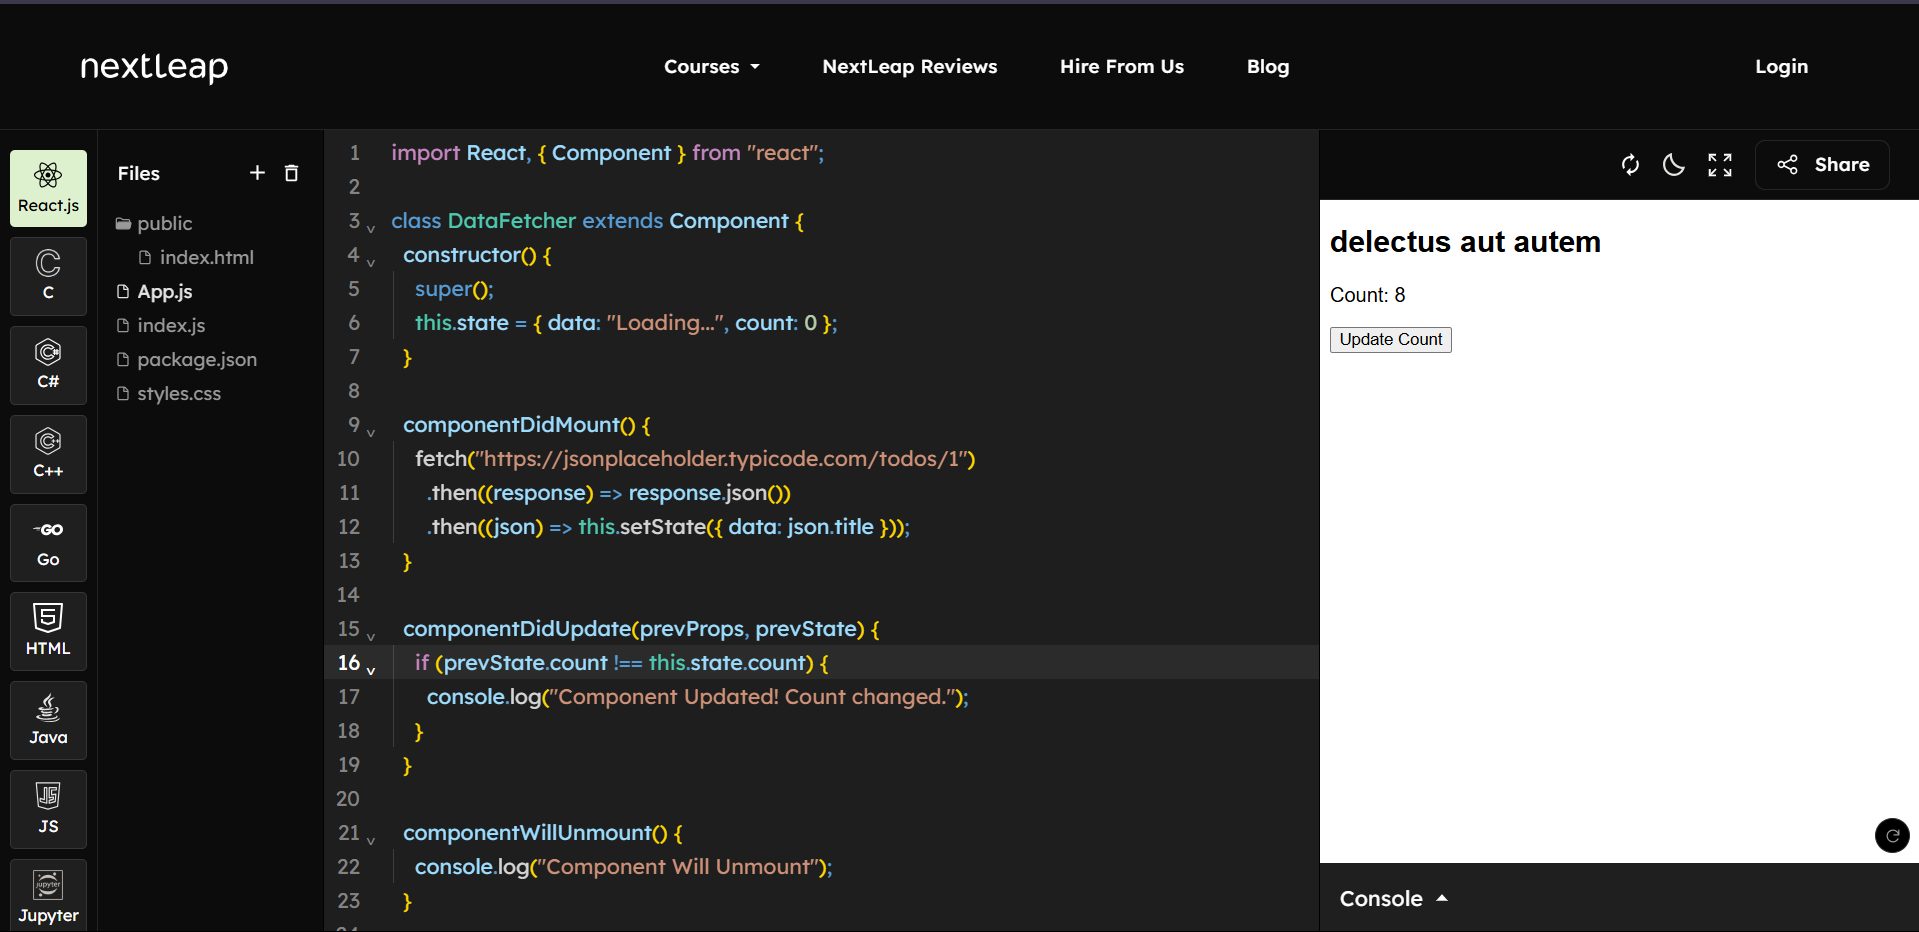 nextleap
Courses
NextLeap Reviews
Hire From Us
Blog
Login
React.js
C
C
C#
C#
C++
C++
GO
Go
5
HTML
Java
JS
JS
jupyter
Jupyter
Files
public
index.html
App.js
index.js
package.json
styles.css
1 import React, { Component } from "react";
2
3 class DataFetcher extends Component {
4 constructor() {
5 super();
6 this.state = { data: "Loading...", count: 0 };
7 }
8
9 componentDidMount() {
10 fetch("https://jsonplaceholder.typicode.com/todos/1")
11 .then((response) => response.json())
12 .then((json) => this.setState({ data: json.title }));
13 }
14
15 componentDidUpdate(prevProps, prevState) {
16 if (prevState.count !== this.state.count) {
17 console.log("Component Updated! Count changed.");
18 }
19 }
20
21 componentWillUnmount() {
22 console.log("Component Will Unmount");
23 }
Share
delectus aut autem
Count: 8
Update Count
Console